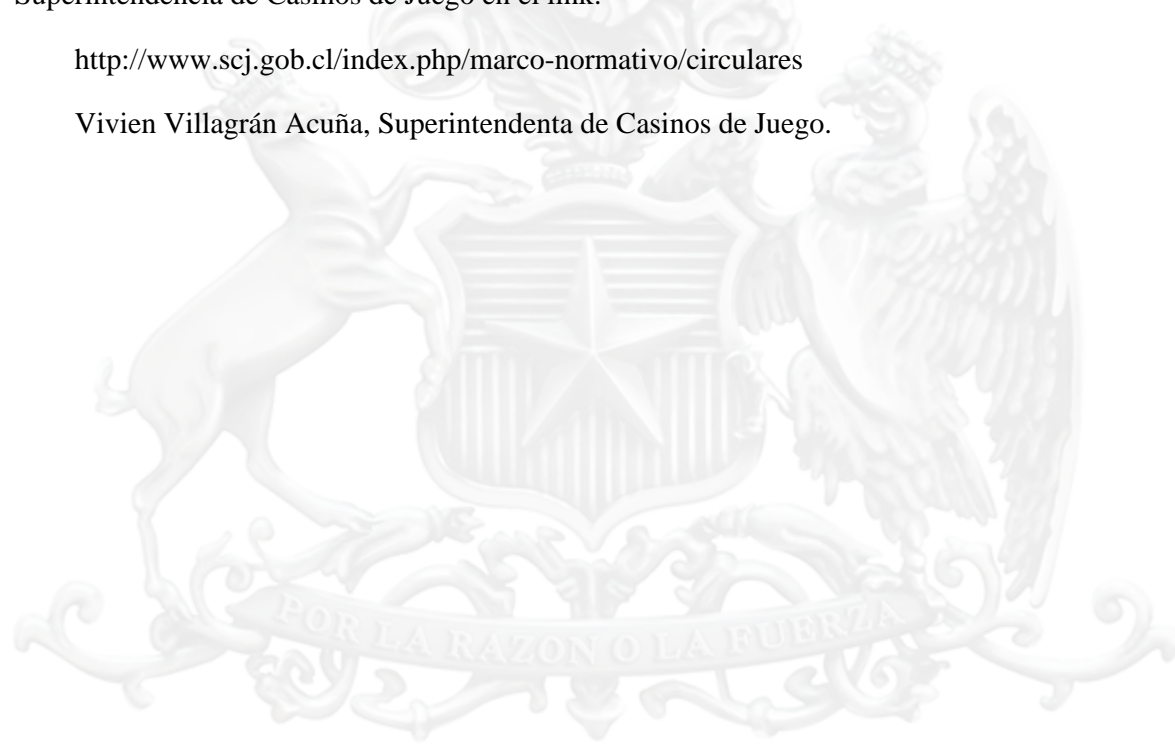 Superintendencia de Casinos de Juego en el link:
http://www.scj.gob.cl/index.php/marco-normativo/circulares
Vivien Villagrán Acuña, Superintendenta de Casinos de Juego.
POR LA RAZON O LA FUERZA